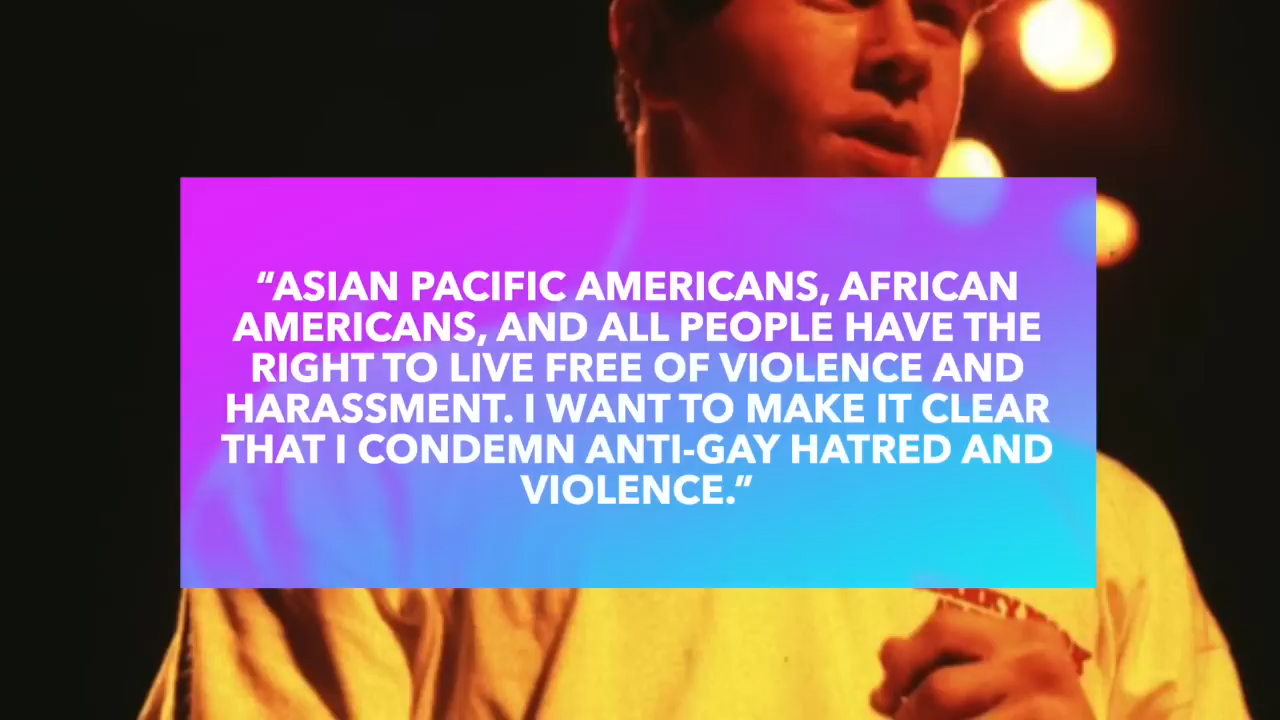 “ASIAN PACIFIC AMERICANS, AFRICAN
AMERICANS, AND ALL PEOPLE HAVE THE
RIGHT TO LIVE FREE OF VIOLENCE AND
HARASSMENT. I WANT TO MAKE IT CLEAR
THAT I CONDEMN ANTI-GAY HATRED AND
VIOLENCE.”